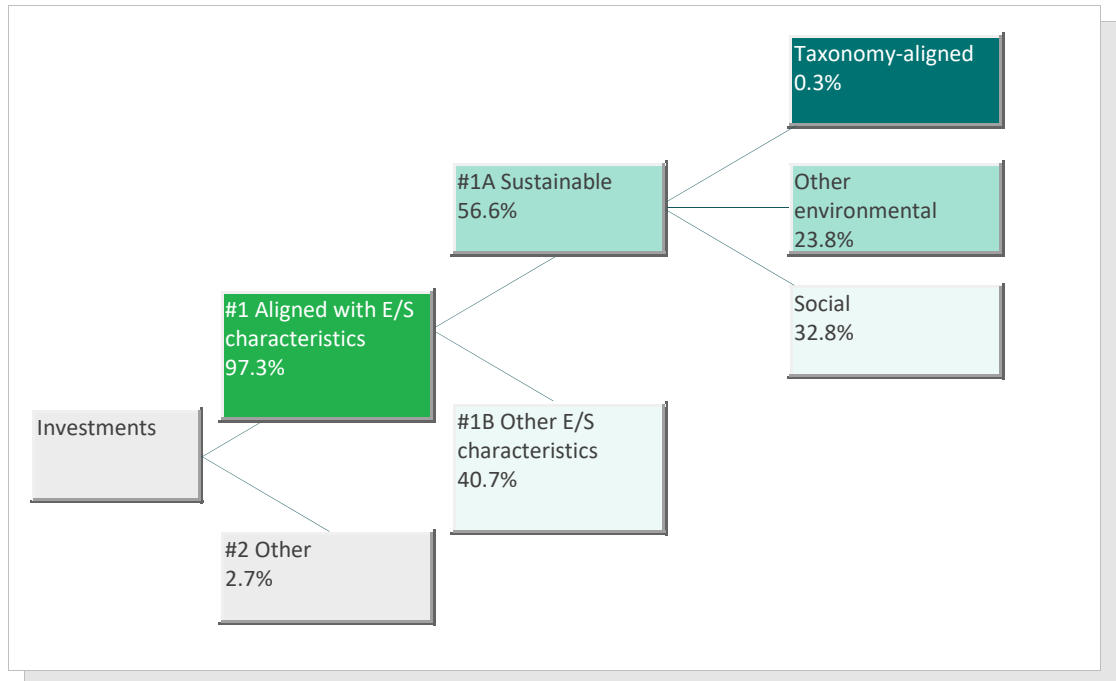 Taxonomy-aligned
0.3%
#1A Sustainable
56.6%
Other
environmental
23.8%
Social
32.8%
#1 Aligned with E/S
characteristics
97.3%
#1B Other E/S
characteristics
40.7%
Investments
#2 Other
2.7%